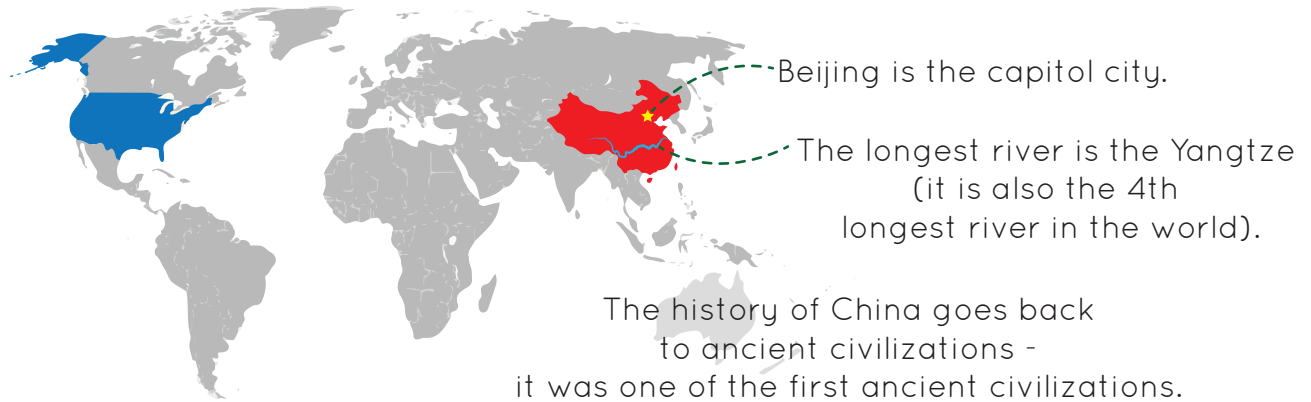 Beijing is the capitol city.
The longest river is the Yangtze
(it is also the 4th
longest river in the world).
The history of China goes back
to ancient civilizations -
it was one of the first ancient civilizations.